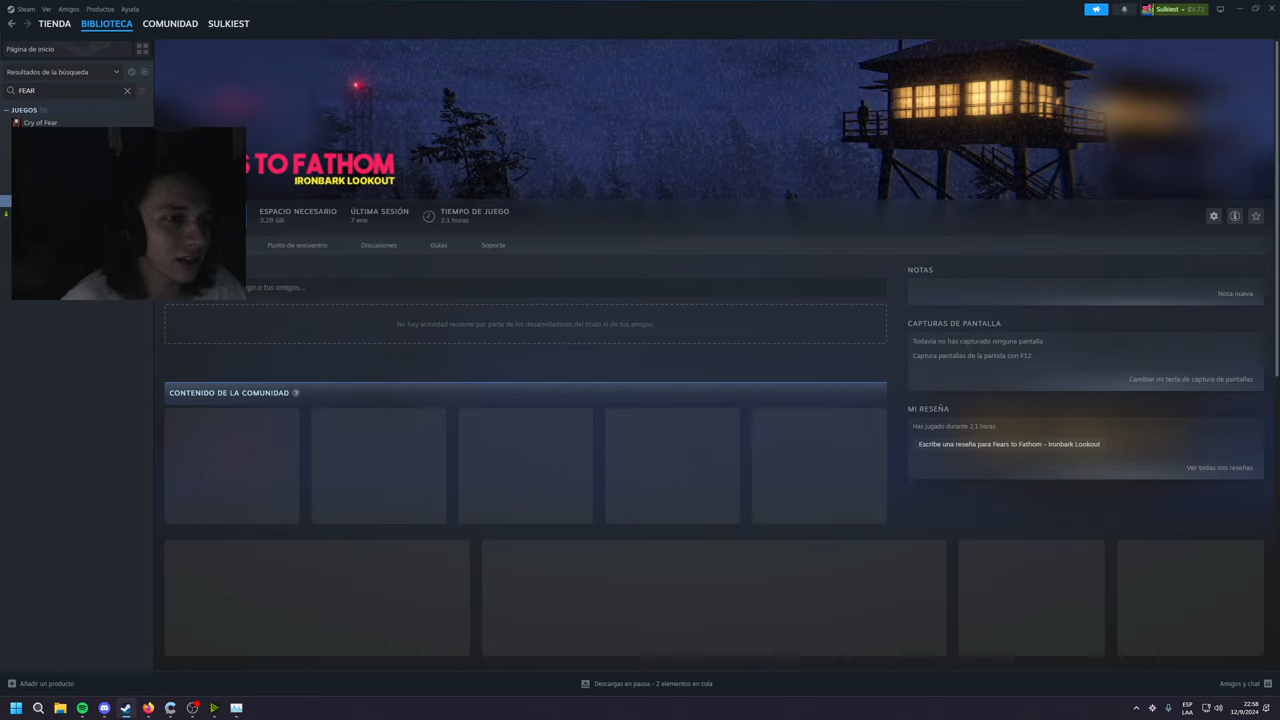 Steam Ver Amigos Productos Ayuda
Sulkiest ₡4,72
TIENDA BIBLIOTECA COMUNIDAD SULKIEST
Página de inicio
Resultados de la búsqueda
FEAR
JUEGOS
Cry of Fear
TO FATHOM
IRONBARK LOOKOUT
ESPACIO NECESARIO ÚLTIMA SESIÓN TIEMPO DE JUEGO
3,28 GB 7 ene 2,1 horas
Punto de encuentro Discusiones Guías Soporte
a tus amigos...
No hay actividad reciente por parte de los desarrolladores del título ni de tus amigos.
CONTENIDO DE LA COMUNIDAD ?
NOTAS
Nota nueva
CAPTURAS DE PANTALLA
Todavía no has capturado ninguna pantalla
Captura pantallas de la partida con F12.
Cambiar mi tecla de captura de pantallas
MI RESEÑA
Has jugado durante 2,1 horas
Escribe una reseña para Fears to Fathom - Ironbark Lookout
Ver todas mis reseñas
Añadir un producto
Descargas en pausa - 2 elementos en cola
Amigos y chat
ESP
LAA
22:58
12/9/2024